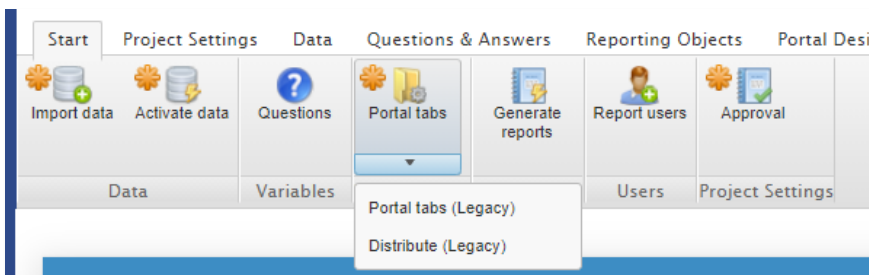 Start Project Settings Data Questions & Answers Reporting Objects Portal Desi
Import data Activate data Questions Portal tabs Generate reports Report users Approval
Data Variables Users Project Settings
Portal tabs (Legacy)
Distribute (Legacy)